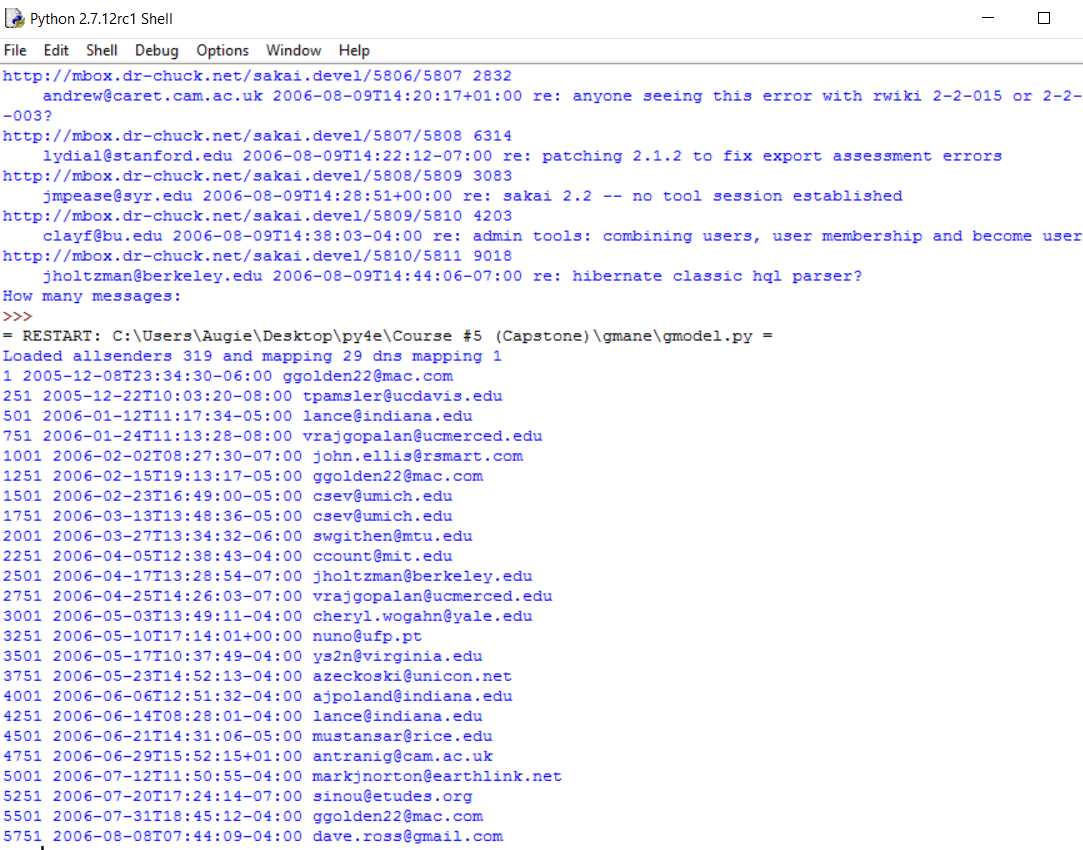 Python 2.7.12rc1 Shell
File Edit Shell Debug Options Window Help
http://mbox.dr-chuck.net/sakai.devel/5806/5807 2832
    andrew@caret.cam.ac.uk 2006-08-09T14:20:17+01:00 re: anyone seeing this error with rwiki 2-2-015 or 2-2-
-003?
http://mbox.dr-chuck.net/sakai.devel/5807/5808 6314
    lydial@stanford.edu 2006-08-09T14:22:12-07:00 re: patching 2.1.2 to fix export assessment errors
http://mbox.dr-chuck.net/sakai.devel/5808/5809 3083
    jmpease@syr.edu 2006-08-09T14:28:51+00:00 re: sakai 2.2 -- no tool session established
http://mbox.dr-chuck.net/sakai.devel/5809/5810 4203
    clayf@bu.edu 2006-08-09T14:38:03-04:00 re: admin tools: combining users, user membership and become user
http://mbox.dr-chuck.net/sakai.devel/5810/5811 9018
    jholtzman@berkeley.edu 2006-08-09T14:44:06-07:00 re: hibernate classic hql parser?
How many messages:
>>>
= RESTART: C:\Users\Augie\Desktop\py4e\Course #5 (Capstone)\gmane\gmodel.py =
Loaded allsenders 319 and mapping 29 dns mapping 1
1 2005-12-08T23:34:30-06:00 ggolden22@mac.com
251 2005-12-22T10:03:20-08:00 tpamsler@ucdavis.edu
501 2006-01-12T11:17:34-05:00 lance@indiana.edu
751 2006-01-24T11:13:28-08:00 vrajgopalan@ucmerced.edu
1001 2006-02-02T08:27:30-07:00 john.ellis@rsmart.com
1251 2006-02-15T19:13:17-05:00 ggolden22@mac.com
1501 2006-02-23T16:49:00-05:00 csev@umich.edu
1751 2006-03-13T13:48:36-05:00 csev@umich.edu
2001 2006-03-27T13:34:32-06:00 swgithen@mtu.edu
2251 2006-04-05T12:38:43-04:00 ccount@mit.edu
2501 2006-04-17T13:28:54-07:00 jholtzman@berkeley.edu
2751 2006-04-25T14:26:03-07:00 vrajgopalan@ucmerced.edu
3001 2006-05-03T13:49:11-04:00 cheryl.wogahn@yale.edu
3251 2006-05-10T17:14:01+00:00 nuno@ufp.pt
3501 2006-05-17T10:37:49-04:00 ys2n@virginia.edu
3751 2006-05-23T14:52:13-04:00 azeckoski@unicon.net
4001 2006-06-06T12:51:32-04:00 ajpoland@indiana.edu
4251 2006-06-14T08:28:01-04:00 lance@indiana.edu
4501 2006-06-21T14:31:06-05:00 mustansar@rice.edu
4751 2006-06-29T15:52:15+01:00 antranig@cam.ac.uk
5001 2006-07-12T11:50:55-04:00 markjnorton@earthlink.net
5251 2006-07-20T17:24:14-07:00 sinou@etudes.org
5501 2006-07-31T18:45:12-04:00 ggolden22@mac.com
5751 2006-08-08T07:44:09-04:00 dave.ross@gmail.com